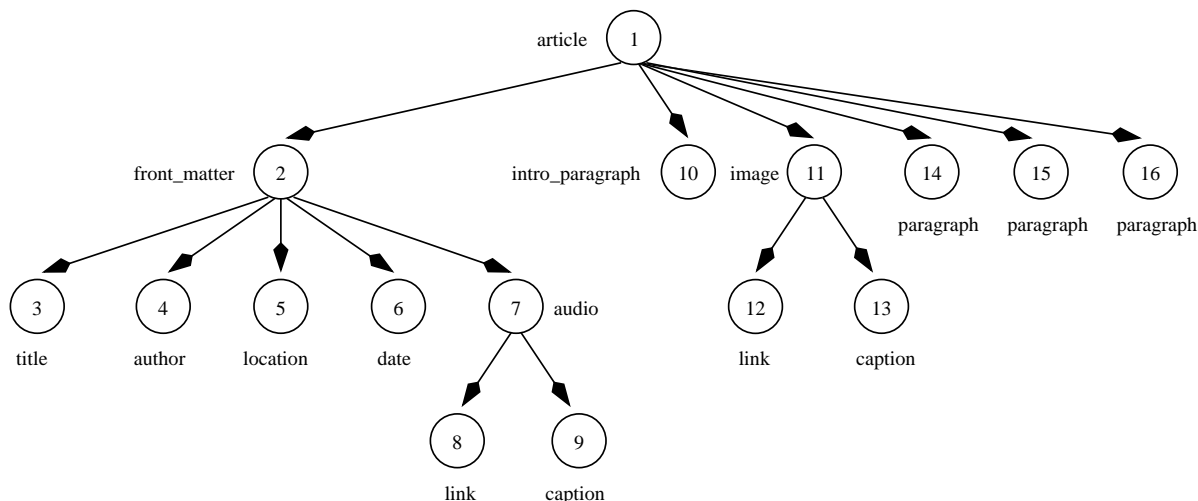 article 1
front_matter 2 intro_paragraph 10 image 11 14 15 16
paragraph paragraph paragraph
3 4 5 6 7 audio 12 13
title author location date link caption
8 9
link caption